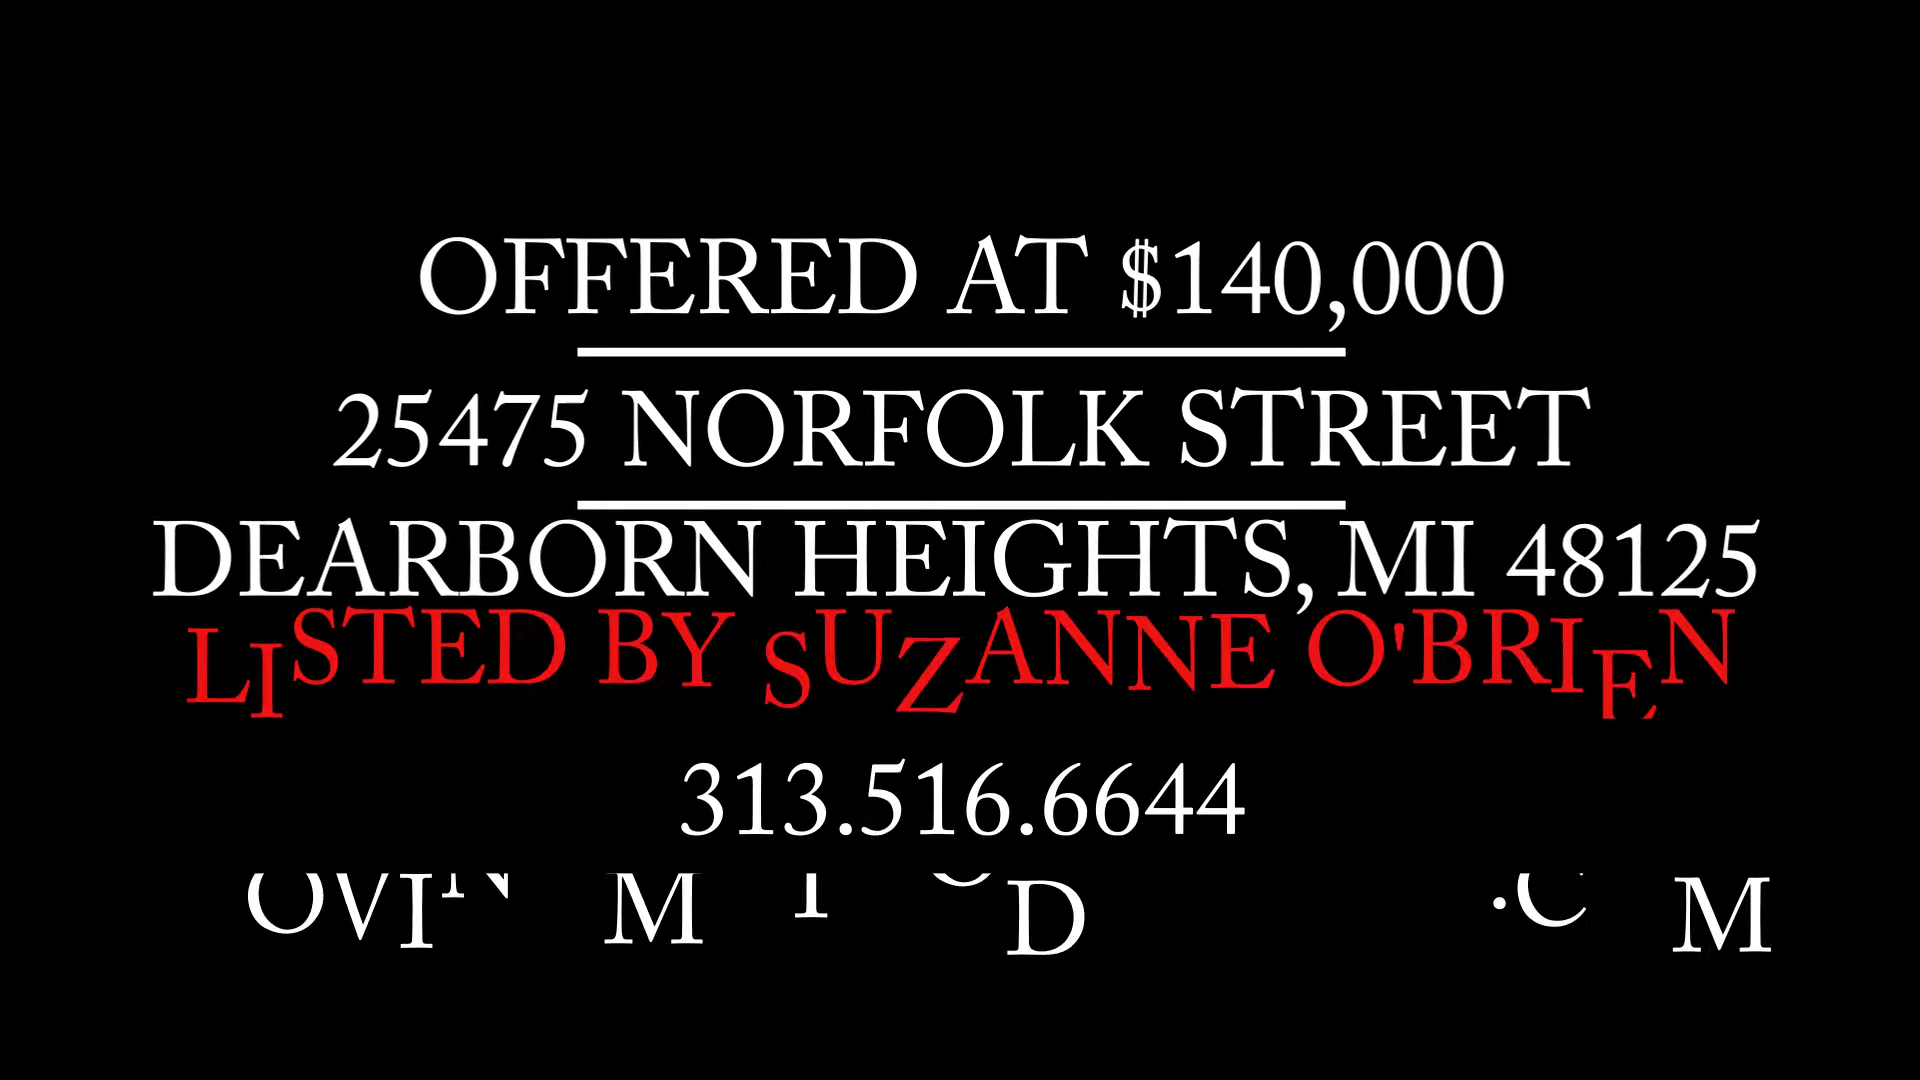 OFFERED AT $140,000
25475 NORFOLK STREET
DEARBORN HEIGHTS, MI 48125
LISTED BY SUZANNE O'BRIEN
313.516.6644